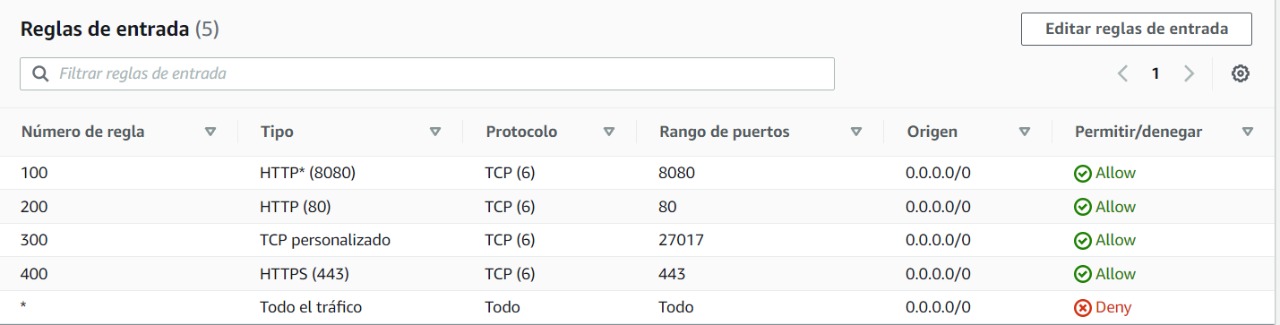 Reglas de entrada (5)
Editar reglas de entrada
Filtrar reglas de entrada
1
Número de regla Tipo Protocolo Rango de puertos Origen Permitir/denegar
100 HTTP* (8080) TCP (6) 8080 0.0.0.0/0 Allow
200 HTTP (80) TCP (6) 80 0.0.0.0/0 Allow
300 TCP personalizado TCP (6) 27017 0.0.0.0/0 Allow
400 HTTPS (443) TCP (6) 443 0.0.0.0/0 Allow
* Todo el tráfico Todo Todo 0.0.0.0/0 Deny